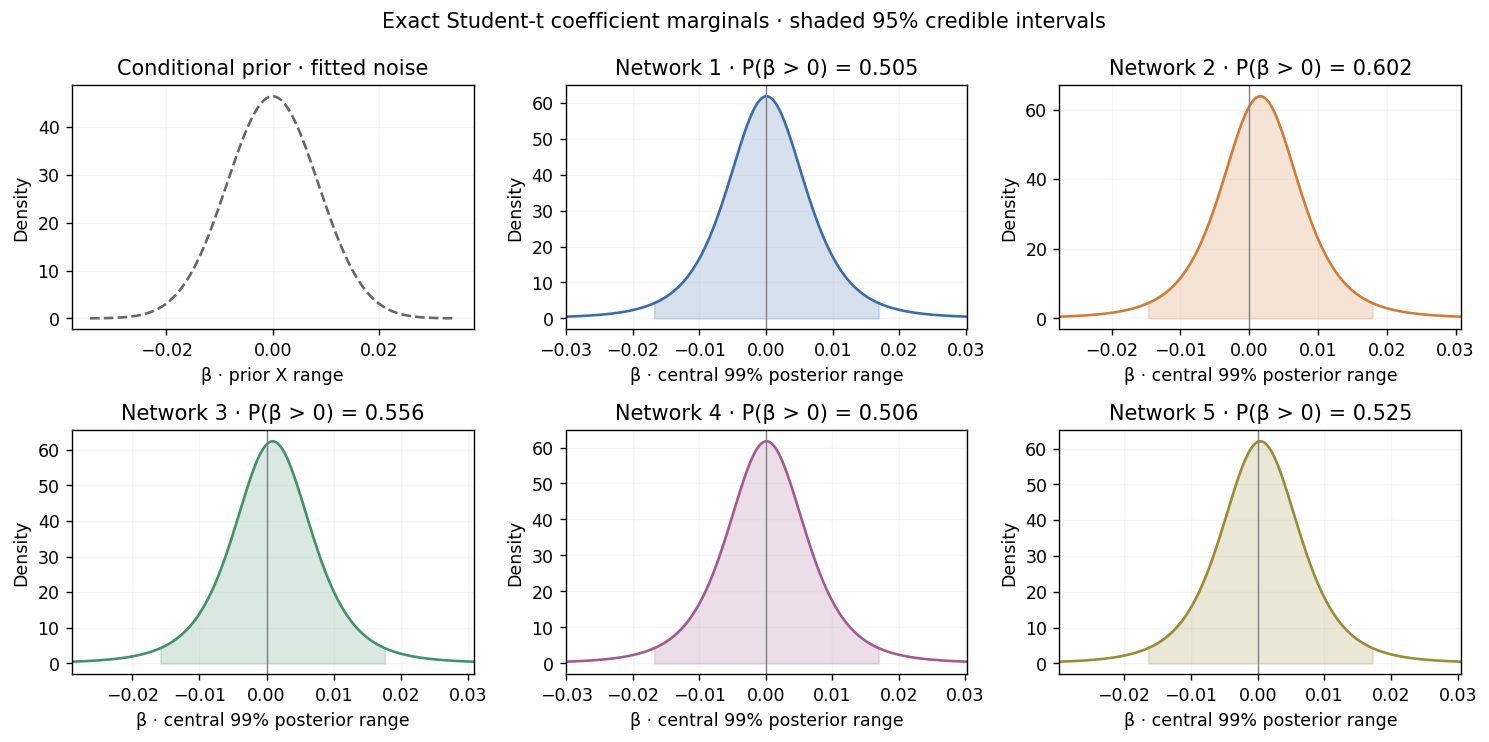 Exact Student-t coefficient marginals · shaded 95% credible intervals
Conditional prior · fitted noise
Density
40
30
20
10
0
−0.02 0.00 0.02
β · prior X range
Network 1 · P(β > 0) = 0.505
Density
60
50
40
30
20
10
0
−0.03 −0.02 −0.01 0.00 0.01 0.02 0.03
β · central 99% posterior range
Network 2 · P(β > 0) = 0.602
Density
60
40
20
0
−0.02 −0.01 0.00 0.01 0.02 0.03
β · central 99% posterior range
Network 3 · P(β > 0) = 0.556
Density
60
50
40
30
20
10
0
−0.02 −0.01 0.00 0.01 0.02 0.03
β · central 99% posterior range
Network 4 · P(β > 0) = 0.506
Density
60
50
40
30
20
10
0
−0.03 −0.02 −0.01 0.00 0.01 0.02 0.03
β · central 99% posterior range
Network 5 · P(β > 0) = 0.525
Density
60
50
40
30
20
10
0
−0.02 −0.01 0.00 0.01 0.02 0.03
β · central 99% posterior range